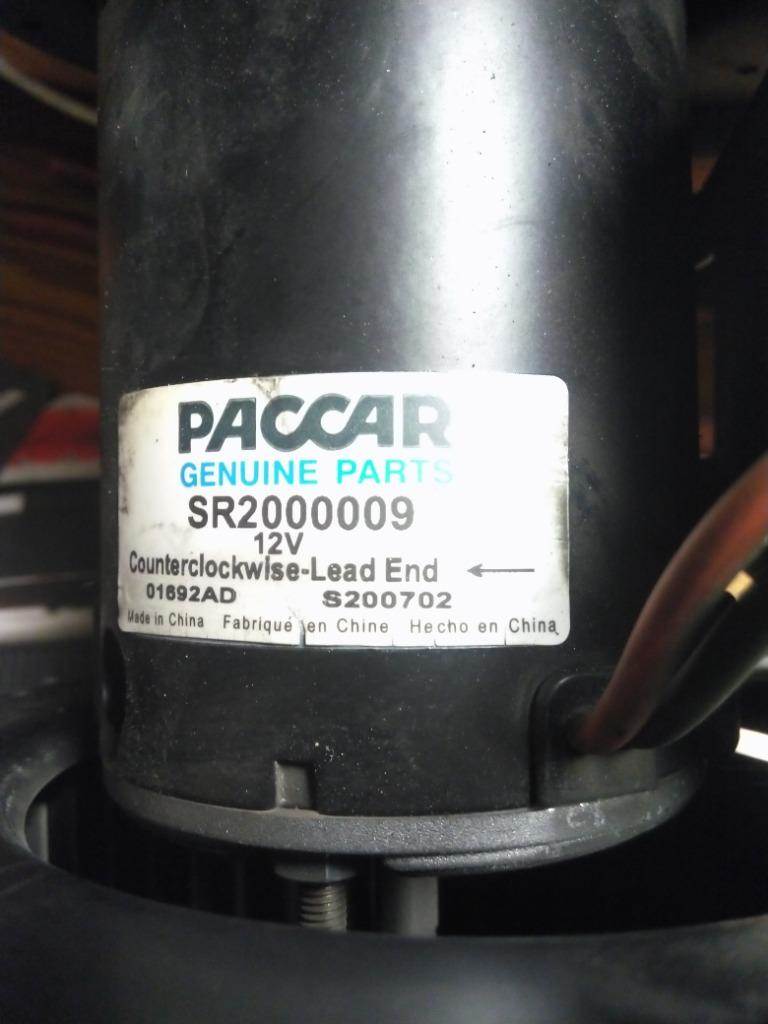 PACCAR
GENUINE PARTS
SR2000009
12V
Counterclockwise-Lead End ←
01692AD S200702
Made in China Fabriqué en Chine Hecho en China